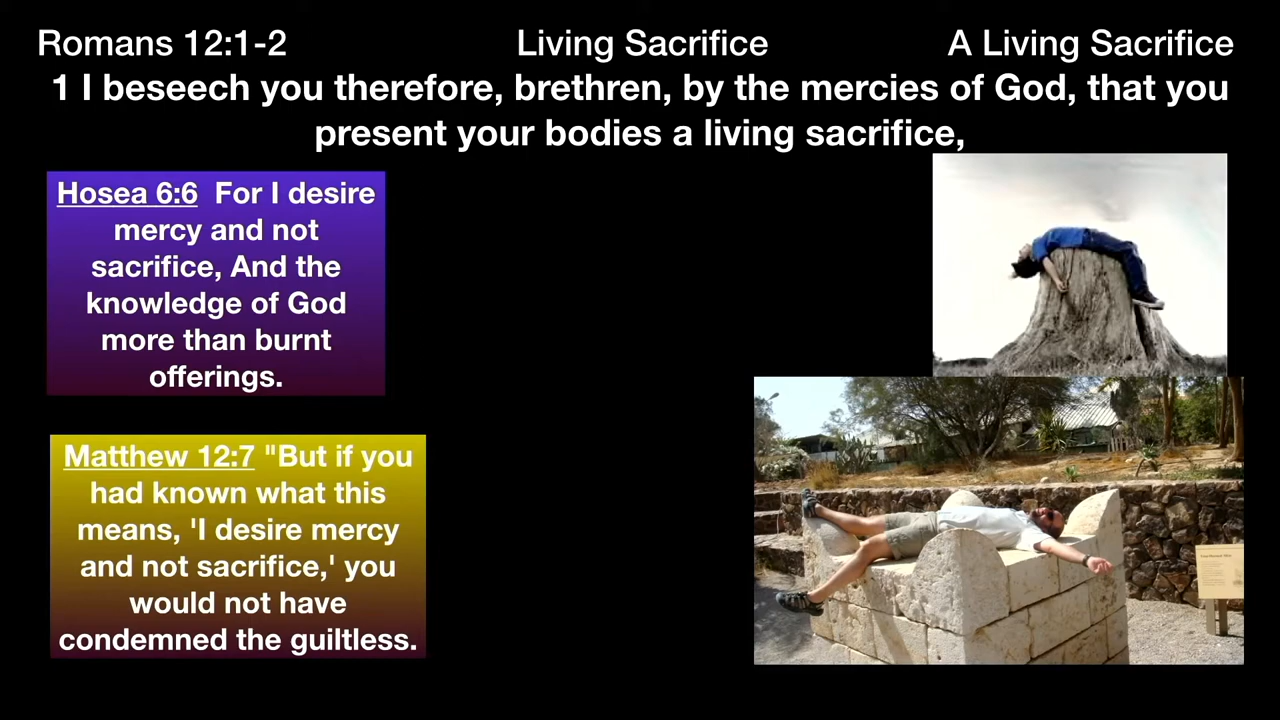 Romans 12:1-2 Living Sacrifice A Living Sacrifice
1 I beseech you therefore, brethren, by the mercies of God, that you
present your bodies a living sacrifice,
Hosea 6:6 For I desire
mercy and not
sacrifice, And the
knowledge of God
more than burnt
offerings.
Matthew 12:7 "But if you
had known what this
means, 'I desire mercy
and not sacrifice,' you
would not have
condemned the guiltless.